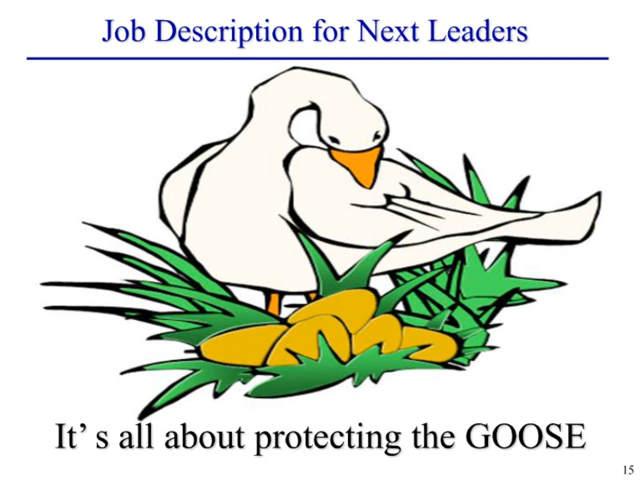 Job Description for Next Leaders
It’ s all about protecting the GOOSE
15